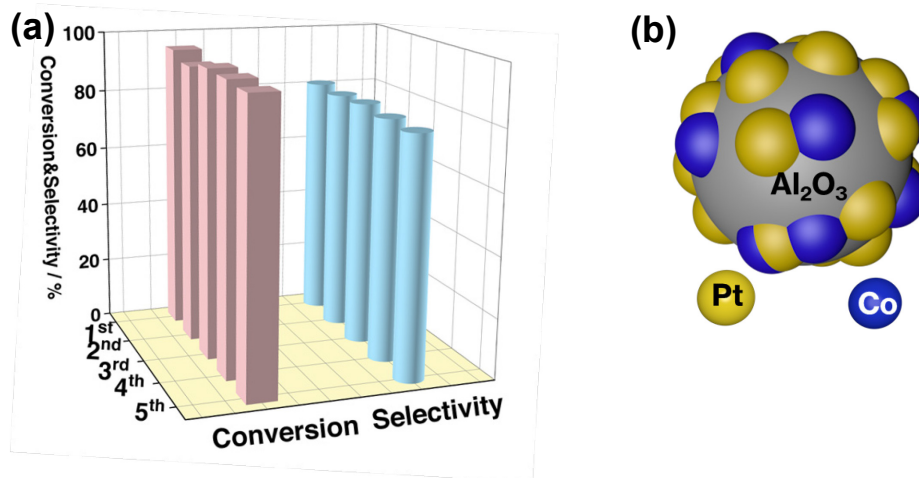 (a)
100
80
60
40
20
0
Conversion&Selectivity / %
1st
2nd
3rd
4th
5th
Conversion Selectivity
(b)
Al₂O₃
Pt
Co